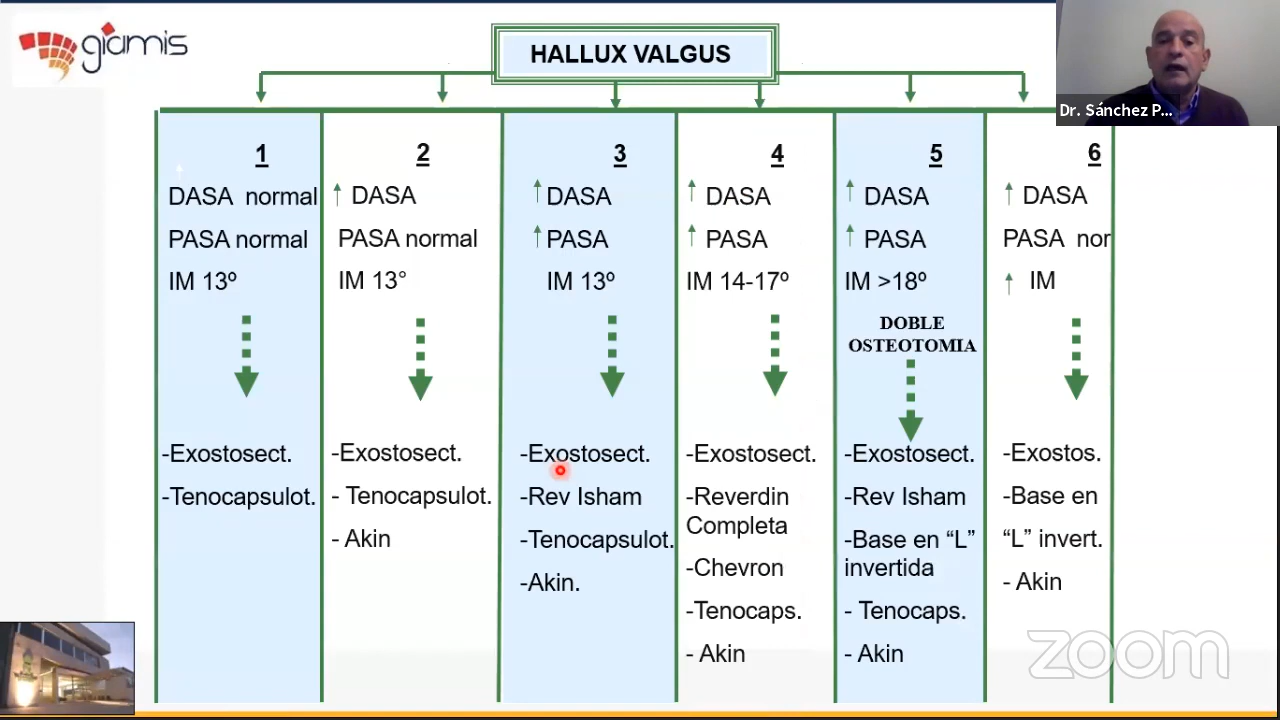 giamis
HALLUX VALGUS
Dr. Sánchez P...
1
DASA normal
PASA normal
IM 13º
-Exostosect.
-Tenocapsulot.
2
↑ DASA
PASA normal
IM 13°
-Exostosect.
- Tenocapsulot.
- Akin
3
↑ DASA
↑ PASA
IM 13º
-Exostosect.
-Rev Isham
-Tenocapsulot.
-Akin.
4
↑ DASA
↑ PASA
IM 14-17º
-Exostosect.
-Reverdin
Completa
-Chevron
-Tenocaps.
- Akin
5
↑ DASA
↑ PASA
IM >18º
DOBLE
OSTEOTOMIA
-Exostosect.
-Rev Isham
-Base en “L”
invertida
- Tenocaps.
- Akin
6
↑ DASA
PASA nor
↑ IM
-Exostos.
-Base en
“L” invert.
- Akin
zoom